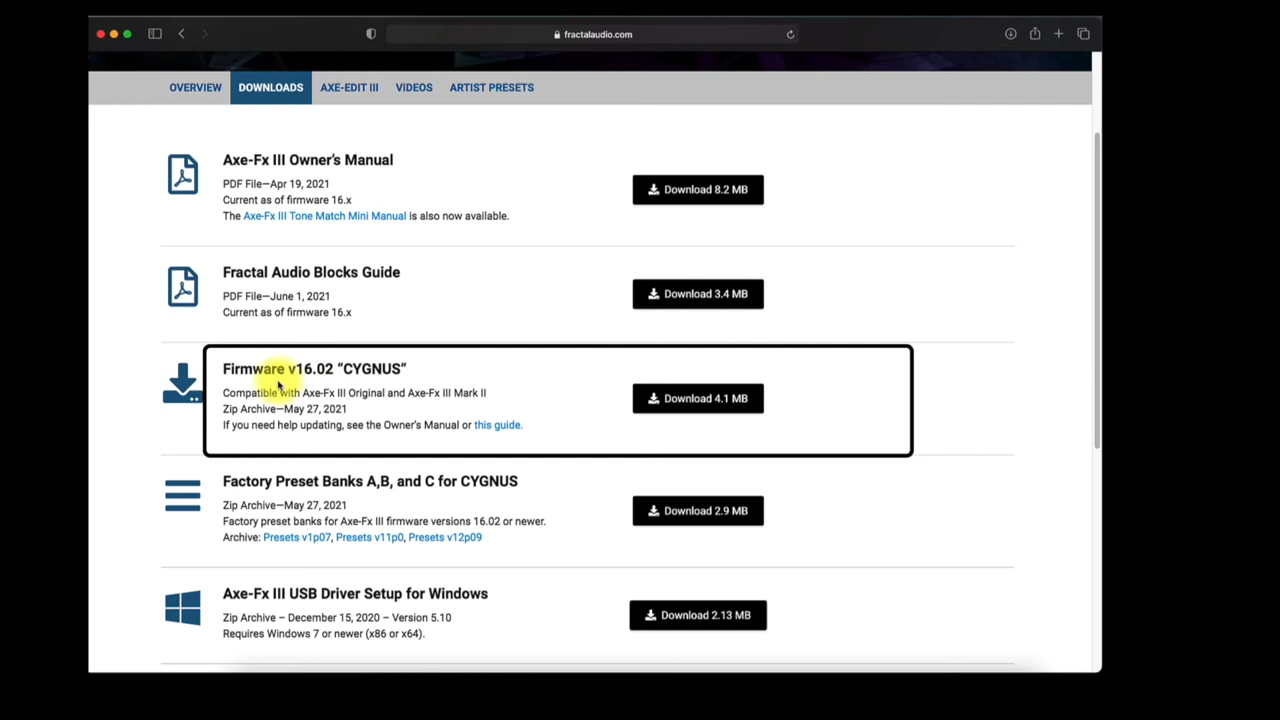 fractalaudio.com
OVERVIEW DOWNLOADS AXE-EDIT III VIDEOS ARTIST PRESETS
Axe-Fx III Owner's Manual
PDF File—Apr 19, 2021
Current as of firmware 16.x
The Axe-Fx III Tone Match Mini Manual is also now available.
Download 8.2 MB
Fractal Audio Blocks Guide
PDF File—June 1, 2021
Current as of firmware 16.x
Download 3.4 MB
Firmware v16.02 “CYGNUS”
Compatible with Axe-Fx III Original and Axe-Fx III Mark II
Zip Archive—May 27, 2021
If you need help updating, see the Owner's Manual or this guide.
Download 4.1 MB
Factory Preset Banks A,B, and C for CYGNUS
Zip Archive—May 27, 2021
Factory preset banks for Axe-Fx III firmware versions 16.02 or newer.
Archive: Presets v1p07, Presets v11p0, Presets v12p09
Download 2.9 MB
Axe-Fx III USB Driver Setup for Windows
Zip Archive – December 15, 2020 – Version 5.10
Requires Windows 7 or newer (x86 or x64).
Download 2.13 MB